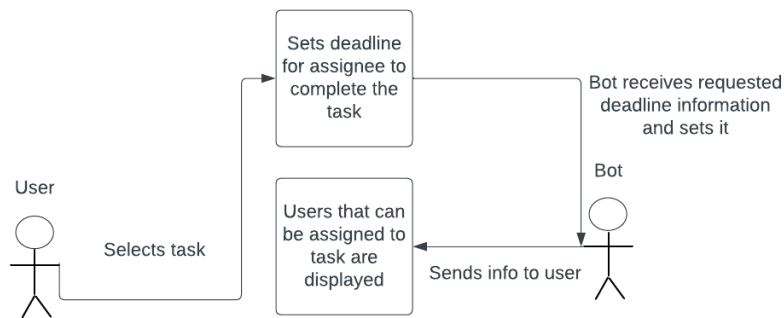 Sets deadline
for assignee to
complete the
task
Bot receives requested
deadline information
and sets it
User
Bot
Selects task
Users that can
be assigned to
task are
displayed
Sends info to user